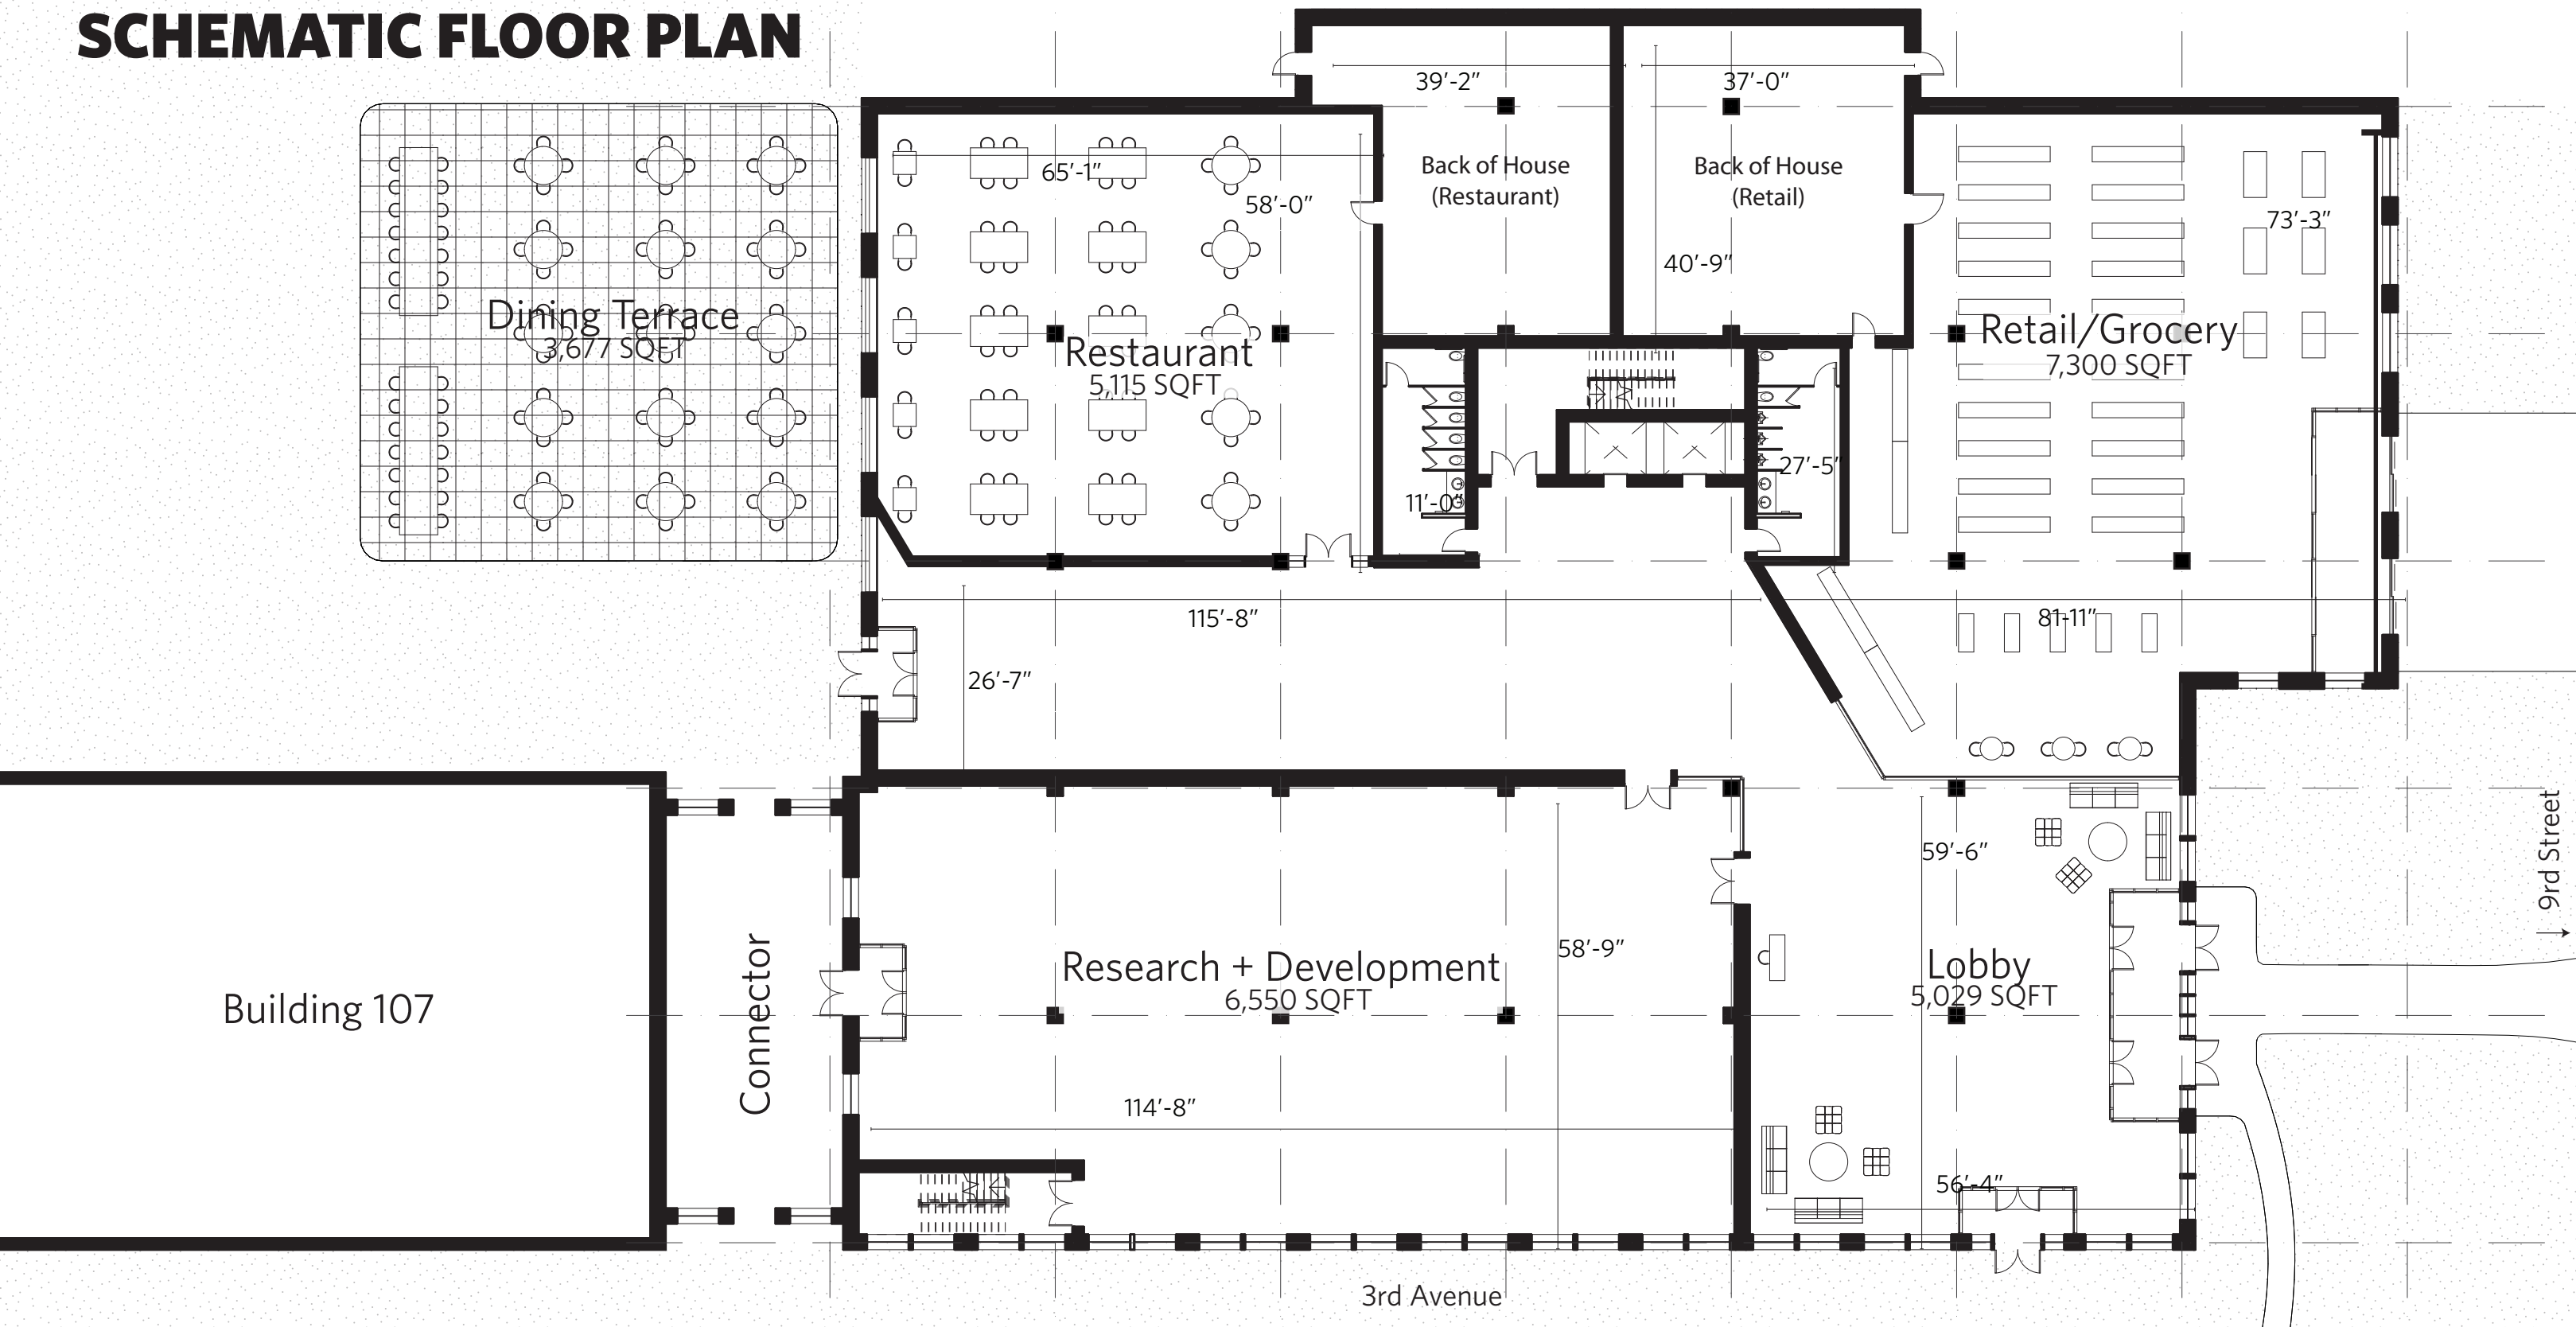 SCHEMATIC FLOOR PLAN
39'-2”
37'-0”
65'-1”
58'-0”
Back of House
(Restaurant)
Back of House
(Retail)
73'-3”
40'-9”
Dining Terrace
3,677 SQFT
Restaurant
5,115 SQFT
Retail/Grocery
7,300 SQFT
11'-0”
27'-5”
115'-8”
81-11”
26'-7”
59'-6”
9rd Street
Building 107
Connector
Research + Development
6,550 SQFT
58'-9”
Lobby
5,029 SQFT
114'-8”
56'-4”
3rd Avenue